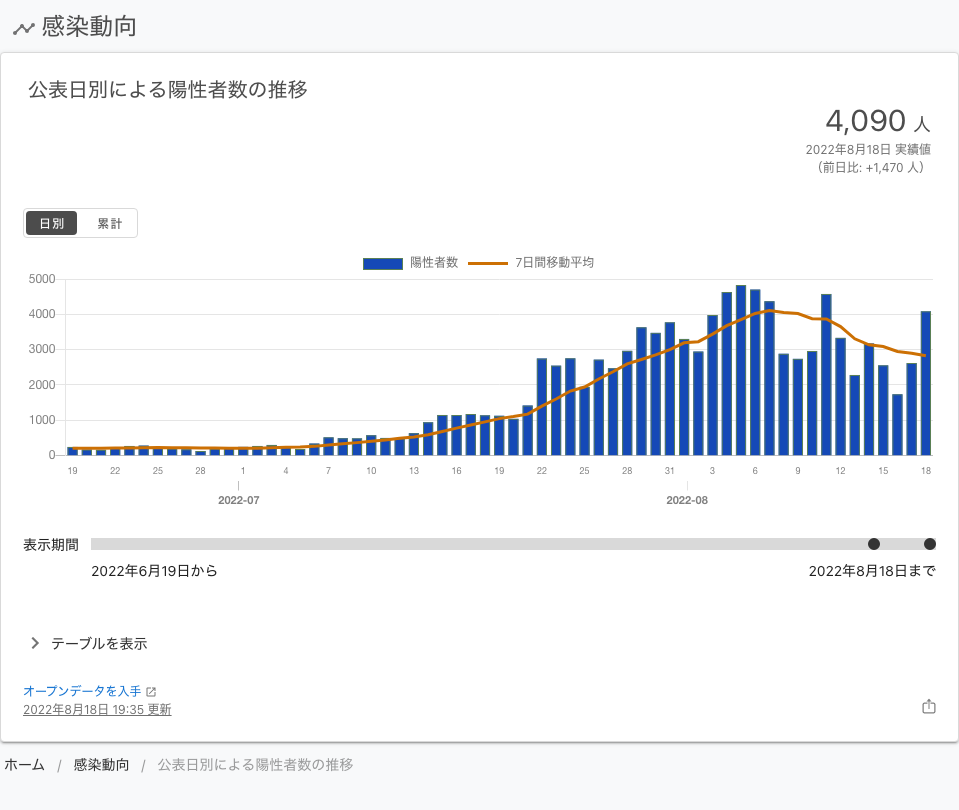 感染動向
公表日別による陽性者数の推移
4,090 人
2022年8月18日 実績値
（前日比: +1,470 人）
日別 累計
陽性者数 7日間移動平均
5000
4000
3000
2000
1000
0
19 22 25 28 1 4 7 10 13 16 19 22 25 28 31 3 6 9 12 15 18
2022-07 2022-08
表示期間
2022年6月19日から 2022年8月18日まで
テーブルを表示
オープンデータを入手
2022年8月18日 19:35 更新
ホーム / 感染動向 / 公表日別による陽性者数の推移